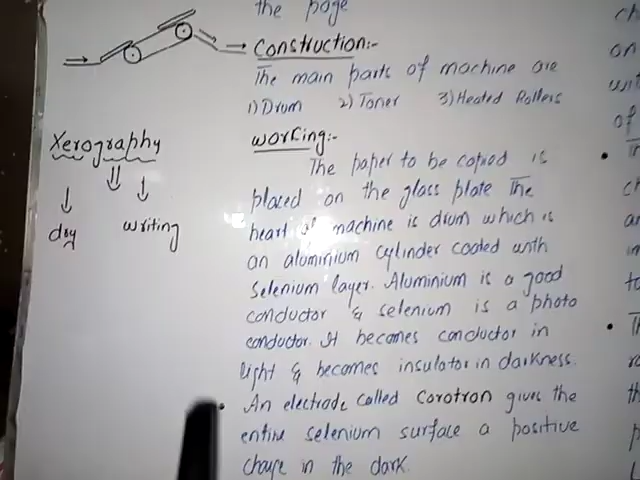 the page
Construction:-
The main parts of machine are
1) Drum 2) Toner 3) Heated Rollers
Xerography
dry
writing
working:-
The paper to be copied is
placed on the glass plate The
heart of machine is drum which is
an aluminium cylinder coated with
Selenium layer. Aluminium is a good
conductor & selenium is a photo
conductor. It becomes conductor in
light & becomes insulator in darkness.
An electrode called corotron gives the
entire selenium surface a positive
charge in the dark.